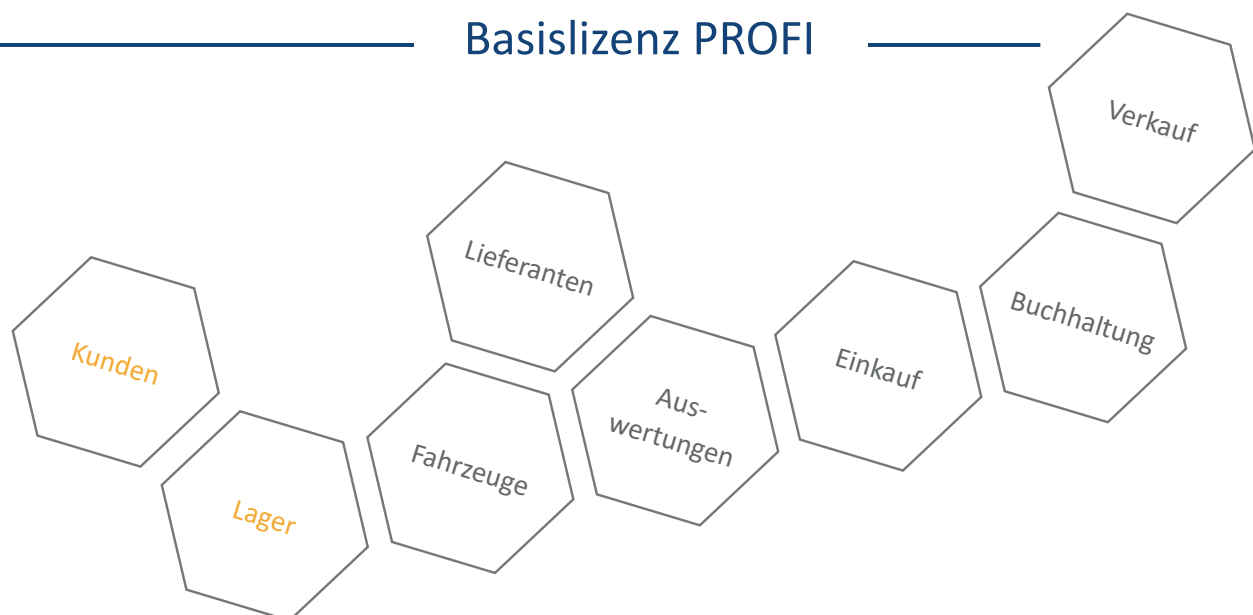 Basislizenz PROFI
Verkauf
Lieferanten
Buchhaltung
Kunden
Einkauf
Aus-
wertungen
Fahrzeuge
Lager